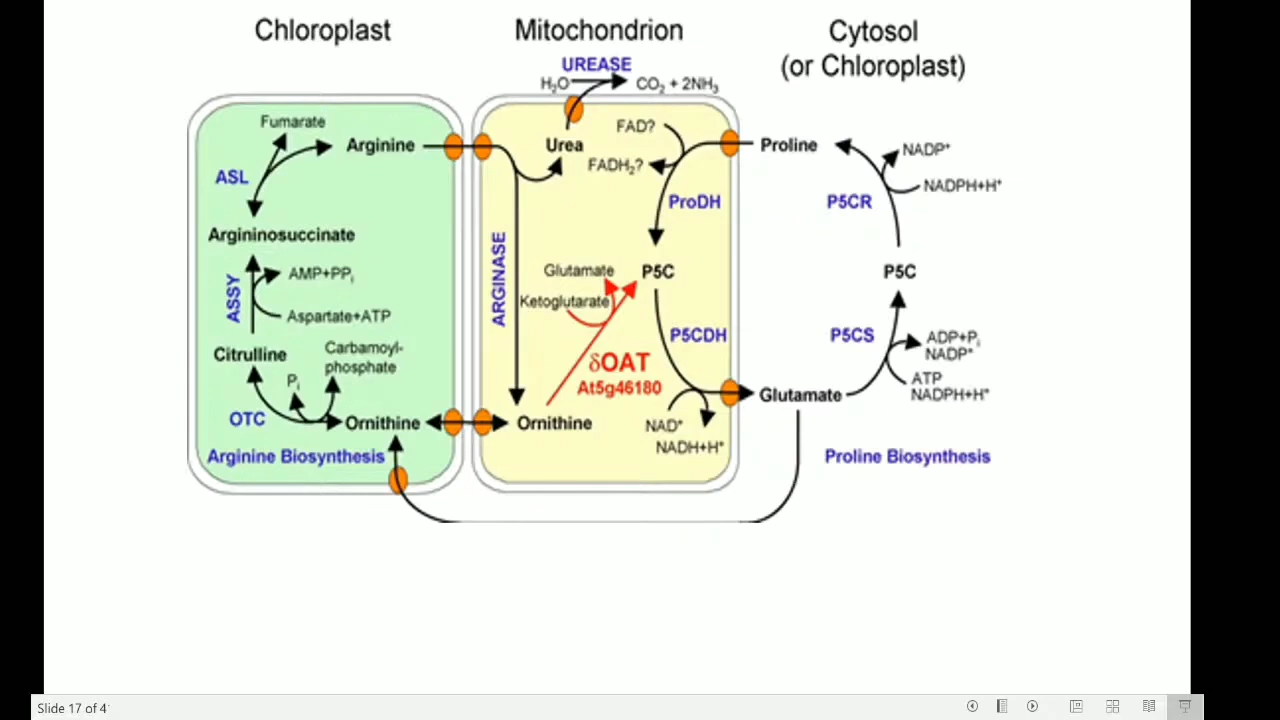 Chloroplast
Mitochondrion
Cytosol
(or Chloroplast)
UREASE
H₂O
CO₂ + 2NH₃
Fumarate
Arginine
ASL
Argininosuccinate
AMP+PPᵢ
ASSY
Aspartate+ATP
Citrulline
Carbamoyl-
phosphate
Pᵢ
OTC
Ornithine
Arginine Biosynthesis
Urea
FAD?
FADH₂?
ProDH
ARGINASE
Glutamate
P5C
Ketoglutarate
P5CDH
δOAT
At5g46180
Ornithine
NAD⁺
NADH+H⁺
Proline
NADP⁺
NADPH+H⁺
P5CR
P5C
P5CS
ADP+Pᵢ
NADP⁺
ATP
NADPH+H⁺
Glutamate
Proline Biosynthesis
Slide 17 of 4